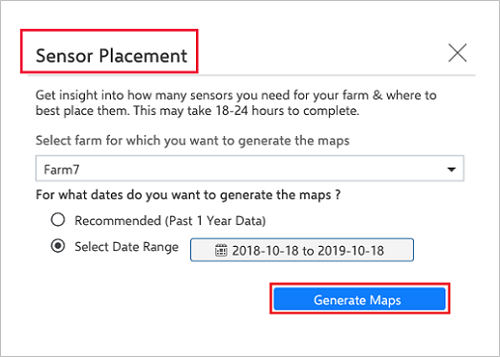 Sensor Placement
Get insight into how many sensors you need for your farm & where to
best place them. This may take 18-24 hours to complete.
Select farm for which you want to generate the maps
Farm7
For what dates do you want to generate the maps ?
Recommended (Past 1 Year Data)
Select Date Range 2018-10-18 to 2019-10-18
Generate Maps